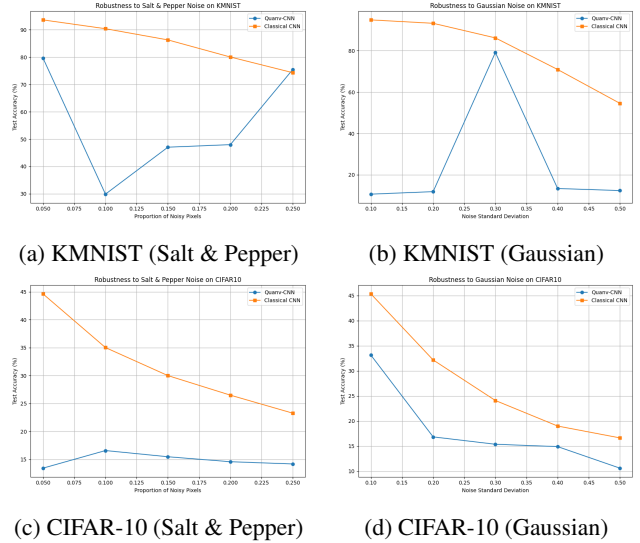 Robustness to Salt & Pepper Noise on KMNIST
Quanv-CNN
Classical CNN
Test Accuracy (%)
90
80
70
60
50
40
30
0.050 0.075 0.100 0.125 0.150 0.175 0.200 0.225 0.250
Proportion of Noisy Pixels
(a) KMNIST (Salt & Pepper)
Robustness to Gaussian Noise on KMNIST
Quanv-CNN
Classical CNN
Test Accuracy (%)
80
60
40
20
0.10 0.20 0.30 0.40 0.50
Noise Standard Deviation
(b) KMNIST (Gaussian)
Robustness to Salt & Pepper Noise on CIFAR10
Quanv-CNN
Classical CNN
Test Accuracy (%)
45
40
35
30
25
20
15
0.050 0.075 0.100 0.125 0.150 0.175 0.200 0.225 0.250
Proportion of Noisy Pixels
(c) CIFAR-10 (Salt & Pepper)
Robustness to Gaussian Noise on CIFAR10
Quanv-CNN
Classical CNN
Test Accuracy (%)
45
40
35
30
25
20
15
10
0.10 0.15 0.20 0.25 0.30 0.35 0.40 0.45 0.50
Noise Standard Deviation
(d) CIFAR-10 (Gaussian)